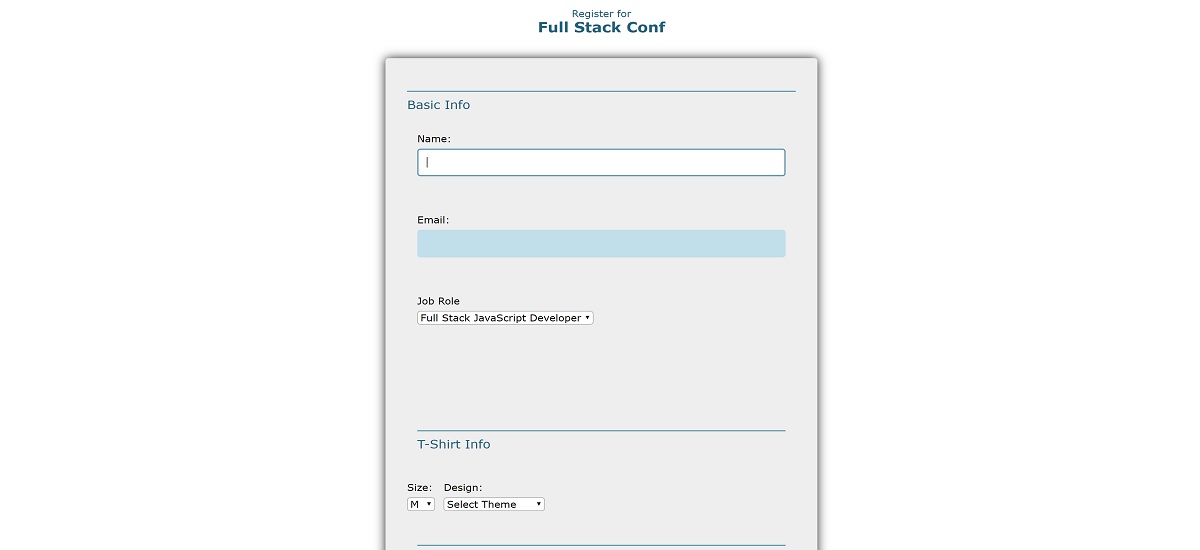 Register for
Full Stack Conf
Basic Info
Name:
Email:
Job Role
Full Stack JavaScript Developer
T-Shirt Info
Size: Design:
M Select Theme